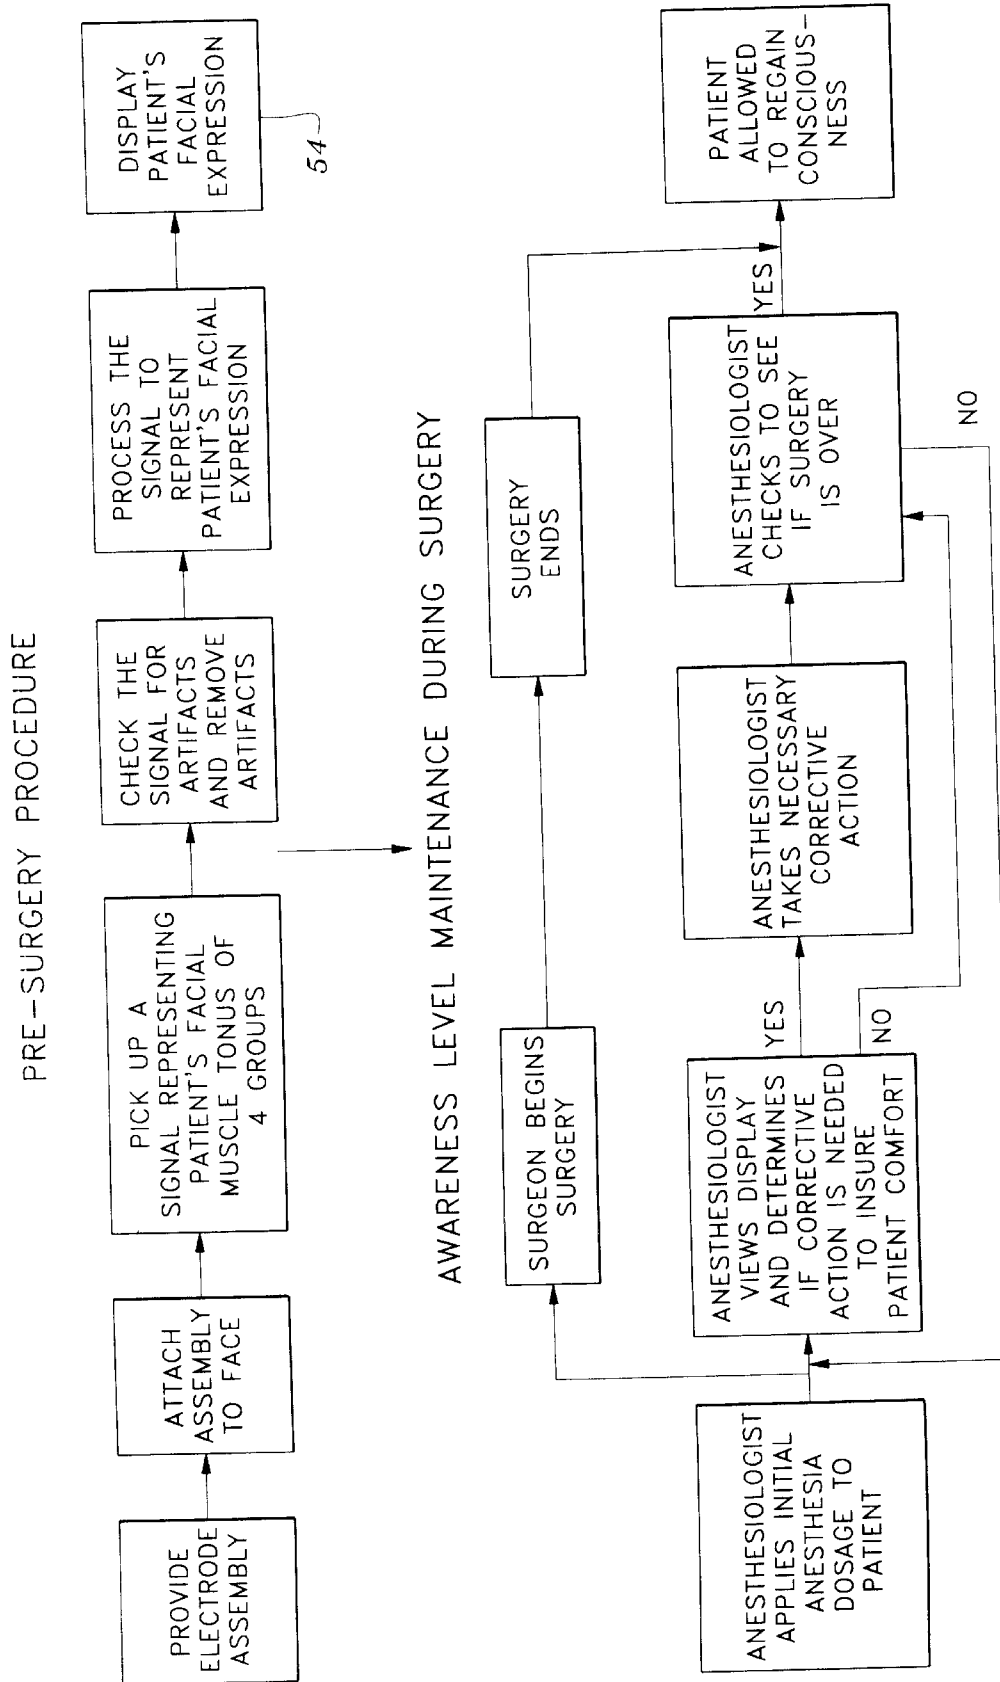 PRE-SURGERY PROCEDURE
PROVIDE
ELECTRODE
ASSEMBLY
ATTACH
ASSEMBLY
TO FACE
PICK UP A
SIGNAL REPRESENTING
PATIENT'S FACIAL
MUSCLE TONUS OF
4 GROUPS
CHECK THE
SIGNAL FOR
ARTIFACTS
AND REMOVE
ARTIFACTS
PROCESS THE
SIGNAL TO
REPRESENT
PATIENT'S FACIAL
EXPRESSION
DISPLAY
PATIENT'S
FACIAL
EXPRESSION
54
AWARENESS LEVEL MAINTENANCE DURING SURGERY
SURGEON BEGINS
SURGERY
SURGERY
ENDS
ANESTHESIOLOGIST
APPLIES INITIAL
ANESTHESIA
DOSAGE TO
PATIENT
ANESTHESIOLOGIST
VIEWS DISPLAY
AND DETERMINES
IF CORRECTIVE
ACTION IS NEEDED
TO INSURE
PATIENT COMFORT
YES
NO
ANESTHESIOLOGIST
TAKES NECESSARY
CORRECTIVE
ACTION
ANESTHESIOLOGIST
CHECKS TO SEE
IF SURGERY
IS OVER
YES
NO
PATIENT
ALLOWED
TO REGAIN
CONSCIOUS-
NESS